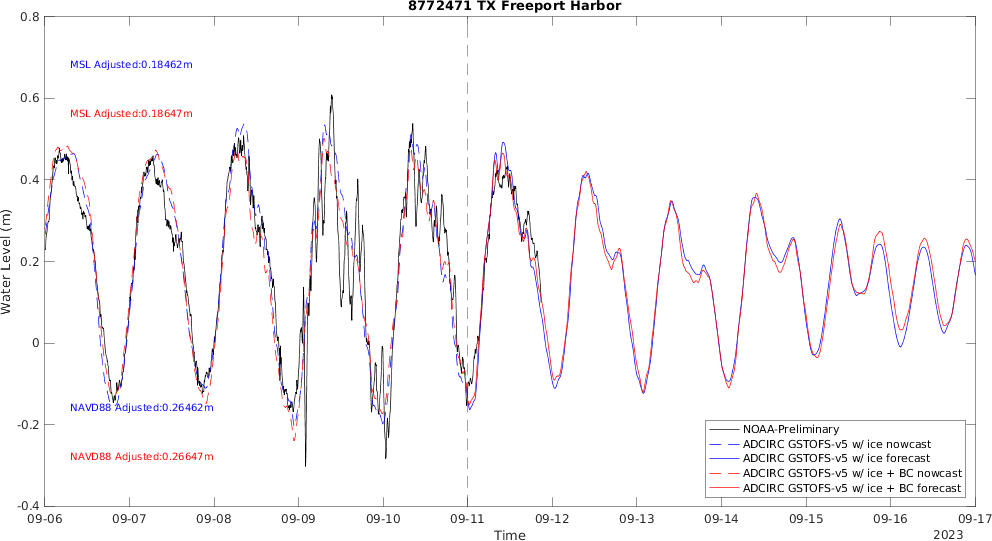 8772471 TX Freeport Harbor
0.8
0.6
0.4
0.2
0
-0.2
-0.4
Water Level (m)
MSL Adjusted:0.18462m
MSL Adjusted:0.18647m
NAVD88 Adjusted:0.26462m
NAVD88 Adjusted:0.26647m
NOAA-Preliminary
ADCIRC GSTOFS-v5 w/ ice nowcast
ADCIRC GSTOFS-v5 w/ ice forecast
ADCIRC GSTOFS-v5 w/ ice + BC nowcast
ADCIRC GSTOFS-v5 w/ ice + BC forecast
09-06 09-07 09-08 09-09 09-10 09-11 09-12 09-13 09-14 09-15 09-16 09-17
Time
2023